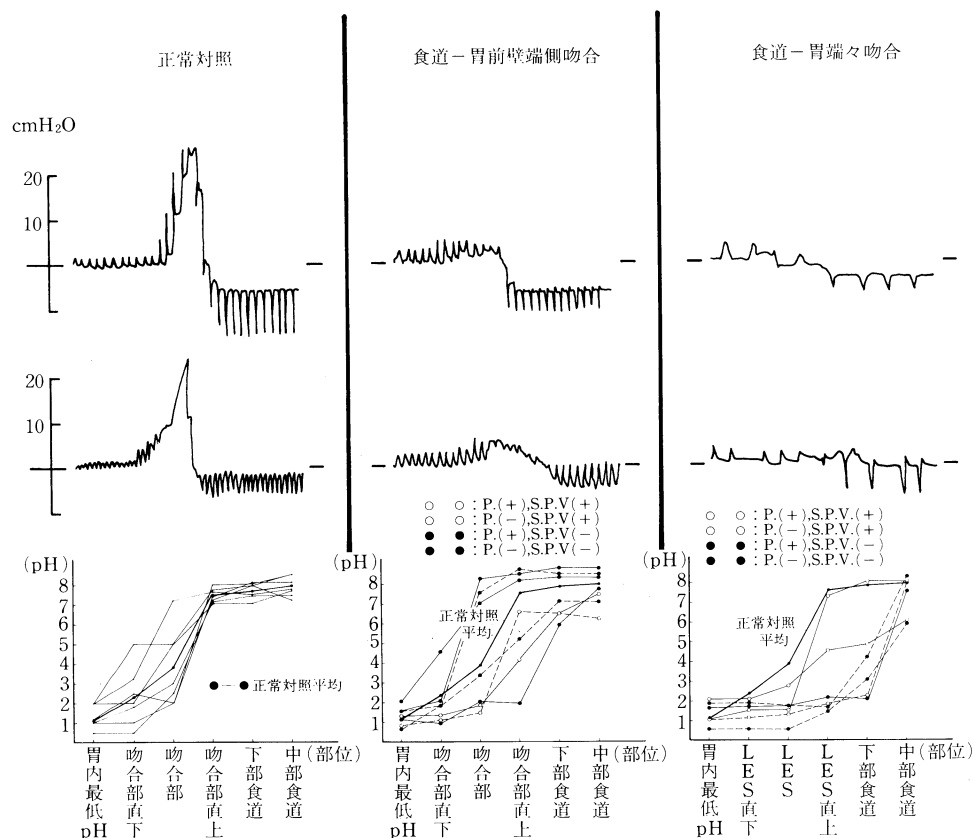 正常対照
食道－胃前壁端側吻合
食道－胃端々吻合
cmH₂O
20
10
20
10
○ ○ : P.(+),S.P.V(+)
○ ○ : P.(−),S.P.V(+)
● ● : P.(+),S.P.V(−)
● ● : P.(−),S.P.V(−)
○ ○ : P.(+),S.P.V.(+)
○ ○ : P.(−),S.P.V.(+)
● ● : P.(+),S.P.V.(−)
● ● : P.(−),S.P.V.(−)
(pH)
8
7
6
5
4
3
2
1
●---● 正常対照平均
胃内最低pH
吻合部直下
吻合部
吻合部直上
下部食道
中部食道
(部位)
(pH)
8
7
6
5
4
3
2
1
正常対照
平均
胃内最低pH
吻合部直下
吻合部
吻合部直上
下部食道
中部食道
(部位)
(pH)
8
7
6
5
4
3
2
1
正常対照
平均
胃内最低pH
LES直下
LES
LES直上
下部食道
中部食道
(部位)